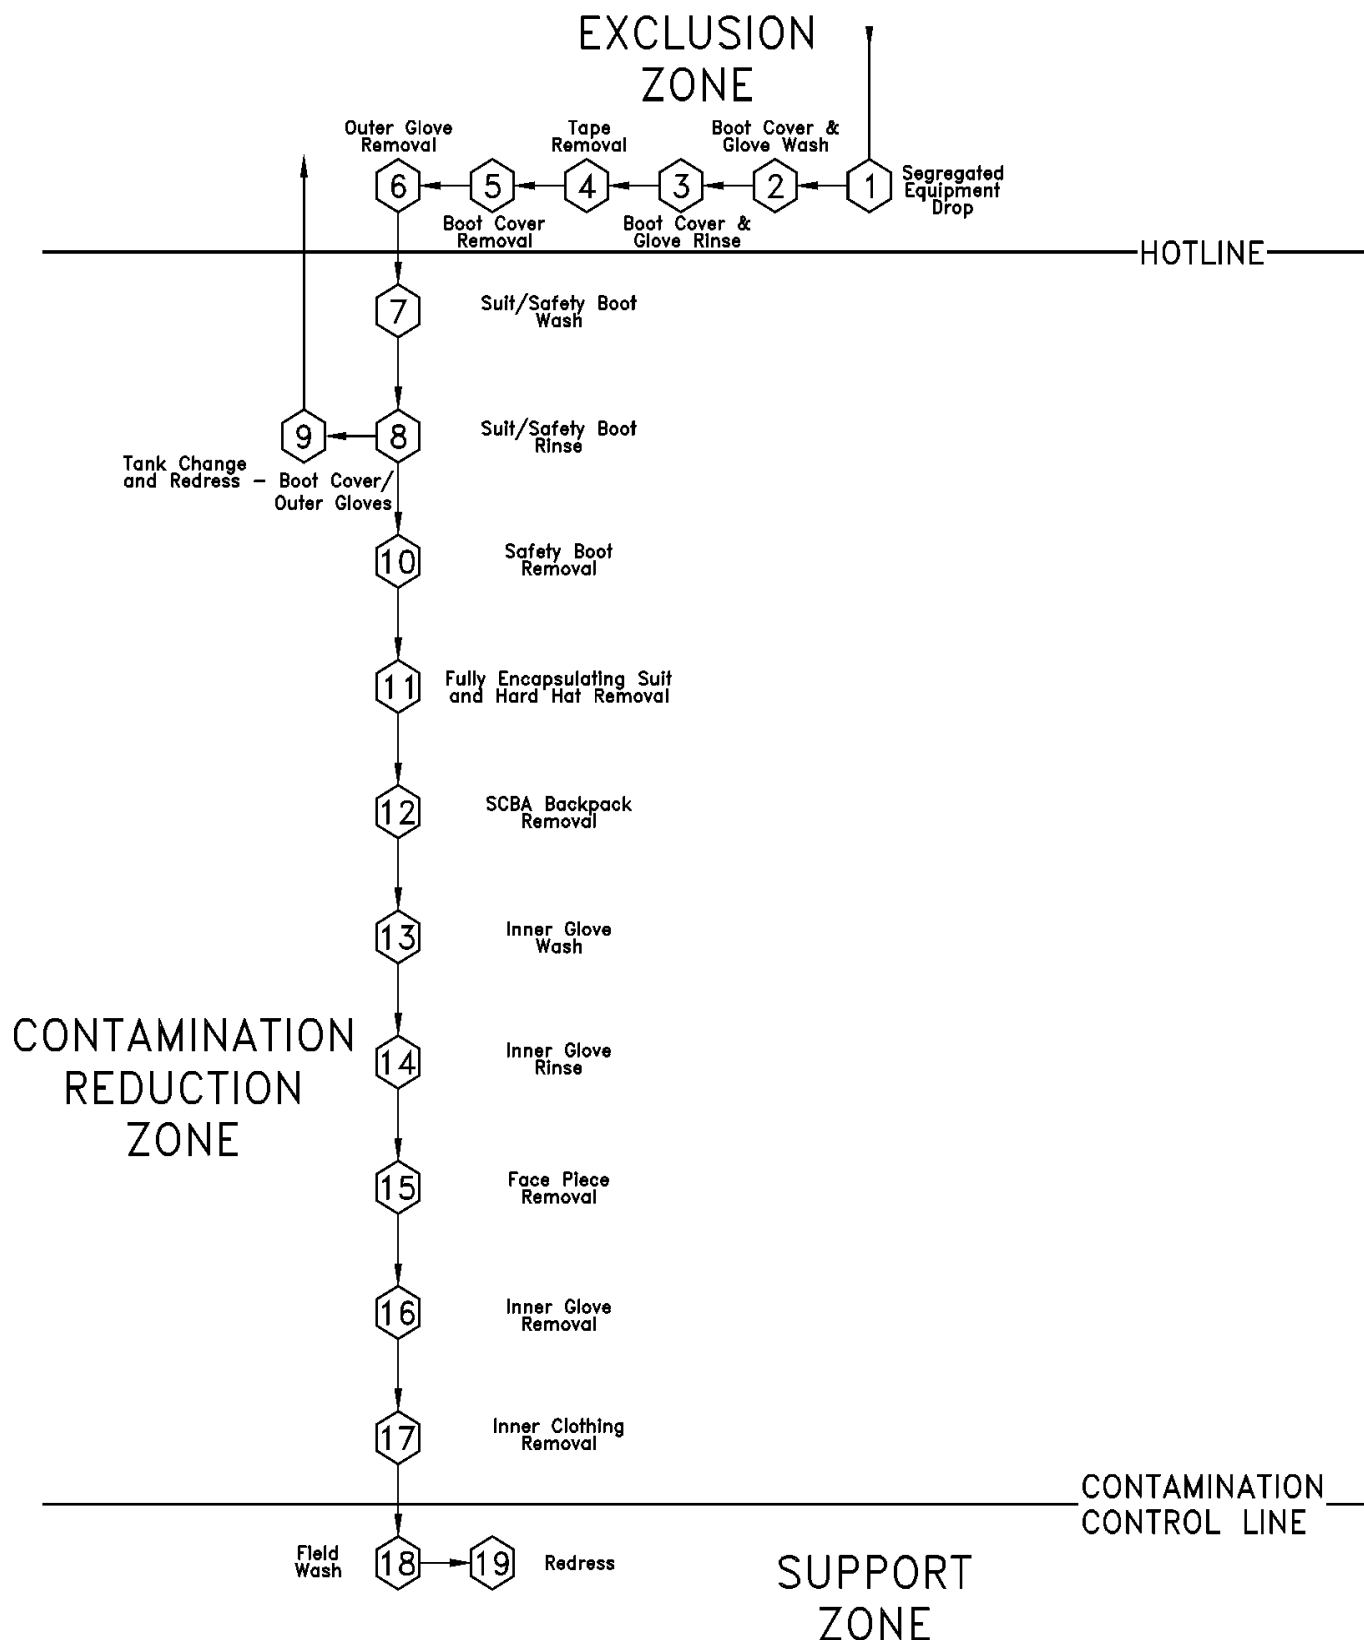 EXCLUSION
ZONE
Outer Glove
Removal
Tape
Removal
Boot Cover &
Glove Wash
6
5
4
3
2
1
Segregated
Equipment
Drop
Boot Cover
Removal
Boot Cover &
Glove Rinse
HOTLINE
7
Suit/Safety Boot
Wash
9
8
Suit/Safety Boot
Rinse
Tank Change
and Redress – Boot Cover/
Outer Gloves
10
Safety Boot
Removal
11
Fully Encapsulating Suit
and Hard Hat Removal
12
SCBA Backpack
Removal
13
Inner Glove
Wash
CONTAMINATION
REDUCTION
ZONE
14
Inner Glove
Rinse
15
Face Piece
Removal
16
Inner Glove
Removal
17
Inner Clothing
Removal
CONTAMINATION
CONTROL LINE
Field
Wash
18
19
Redress
SUPPORT
ZONE